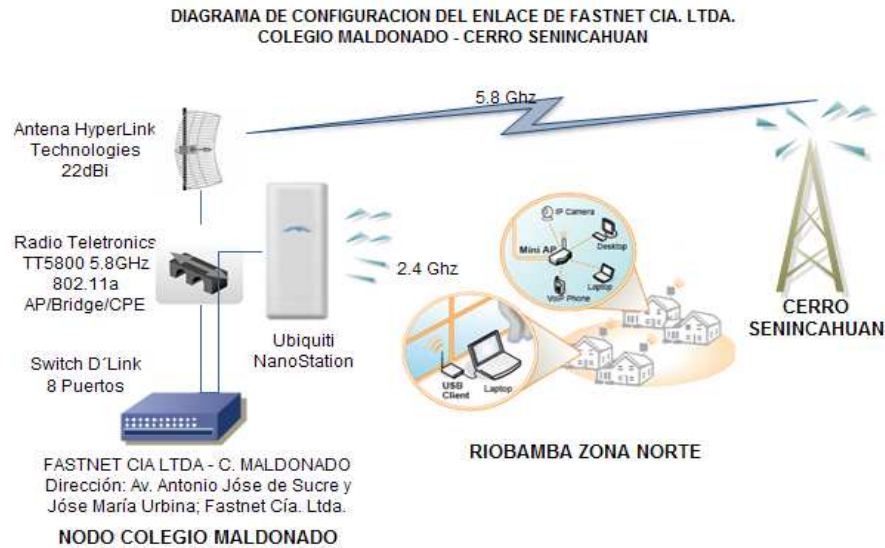 DIAGRAMA DE CONFIGURACION DEL ENLACE DE FASTNET CIA. LTDA.
COLEGIO MALDONADO - CERRO SENINCAHUAN
5.8 Ghz
Antena HyperLink
Technologies
22dBi
Radio Teletronics
TT5800 5.8GHz
802.11a
AP/Bridge/CPE
2.4 Ghz
IP Camera
Mini AP
Desktop
Laptop
VoIP Phone
CERRO
SENINCAHUAN
Ubiquiti
NanoStation
USB
Client
Laptop
Switch D´Link
8 Puertos
RIOBAMBA ZONA NORTE
FASTNET CIA LTDA - C. MALDONADO
Dirección: Av. Antonio Jóse de Sucre y
Jóse María Urbina; Fastnet Cía. Ltda.
NODO COLEGIO MALDONADO